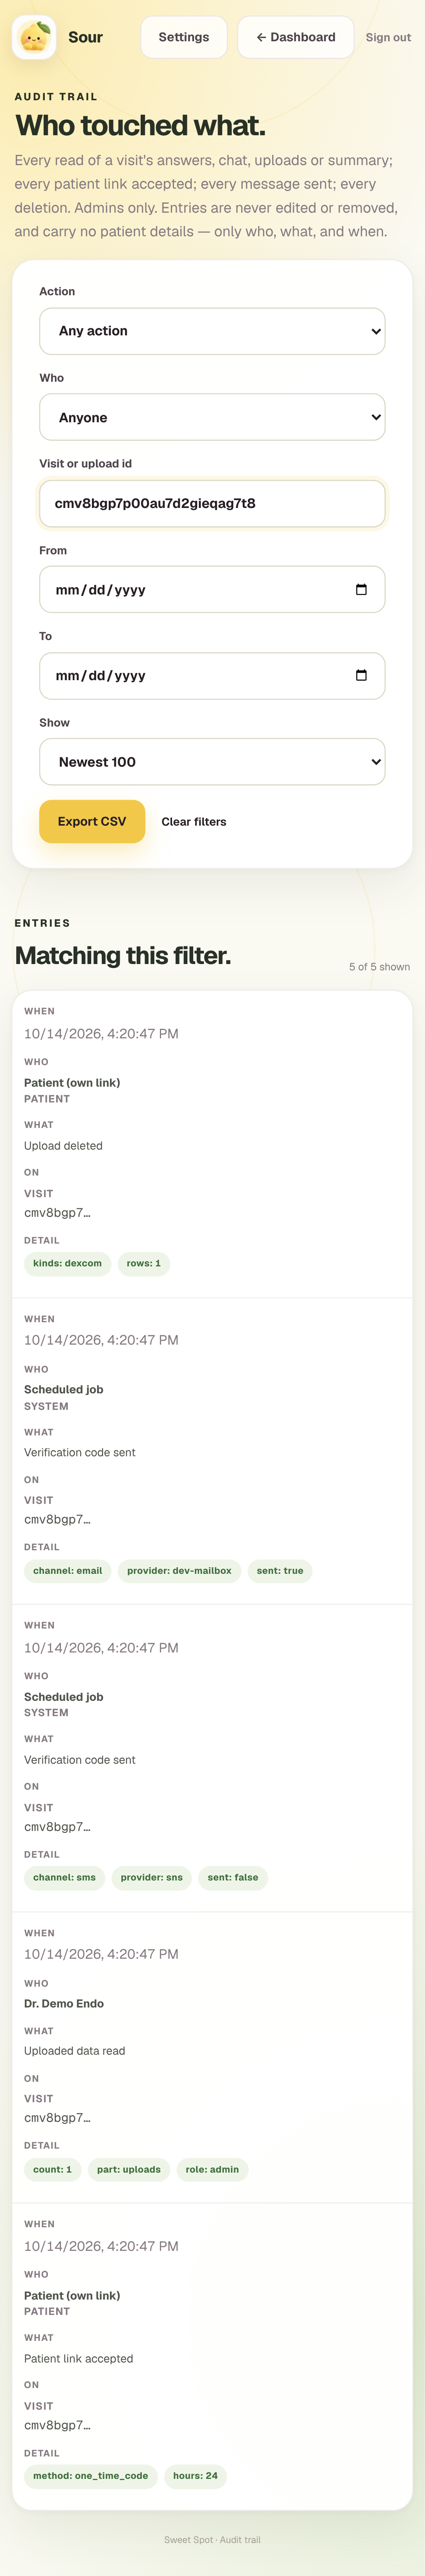 Sour
Settings
← Dashboard
Sign out
AUDIT TRAIL
Who touched what.
Every read of a visit's answers, chat, uploads or summary;
every patient link accepted; every message sent; every
deletion. Admins only. Entries are never edited or removed,
and carry no patient details — only who, what, and when.
Action
Any action
Who
Anyone
Visit or upload id
cmv8bgp7p00au7d2gieqag7t8
From
mm/dd/yyyy
To
mm/dd/yyyy
Show
Newest 100
Export CSV
Clear filters
ENTRIES
Matching this filter.
5 of 5 shown
WHEN
10/14/2026, 4:20:47 PM
WHO
Patient (own link)
PATIENT
WHAT
Upload deleted
ON
VISIT
cmv8bgp7…
DETAIL
kinds: dexcom
rows: 1
WHEN
10/14/2026, 4:20:47 PM
WHO
Scheduled job
SYSTEM
WHAT
Verification code sent
ON
VISIT
cmv8bgp7…
DETAIL
channel: email
provider: dev-mailbox
sent: true
WHEN
10/14/2026, 4:20:47 PM
WHO
Scheduled job
SYSTEM
WHAT
Verification code sent
ON
VISIT
cmv8bgp7…
DETAIL
channel: sms
provider: sns
sent: false
WHEN
10/14/2026, 4:20:47 PM
WHO
Dr. Demo Endo
WHAT
Uploaded data read
ON
VISIT
cmv8bgp7…
DETAIL
count: 1
part: uploads
role: admin
WHEN
10/14/2026, 4:20:47 PM
WHO
Patient (own link)
PATIENT
WHAT
Patient link accepted
ON
VISIT
cmv8bgp7…
DETAIL
method: one_time_code
hours: 24
Sweet Spot · Audit trail